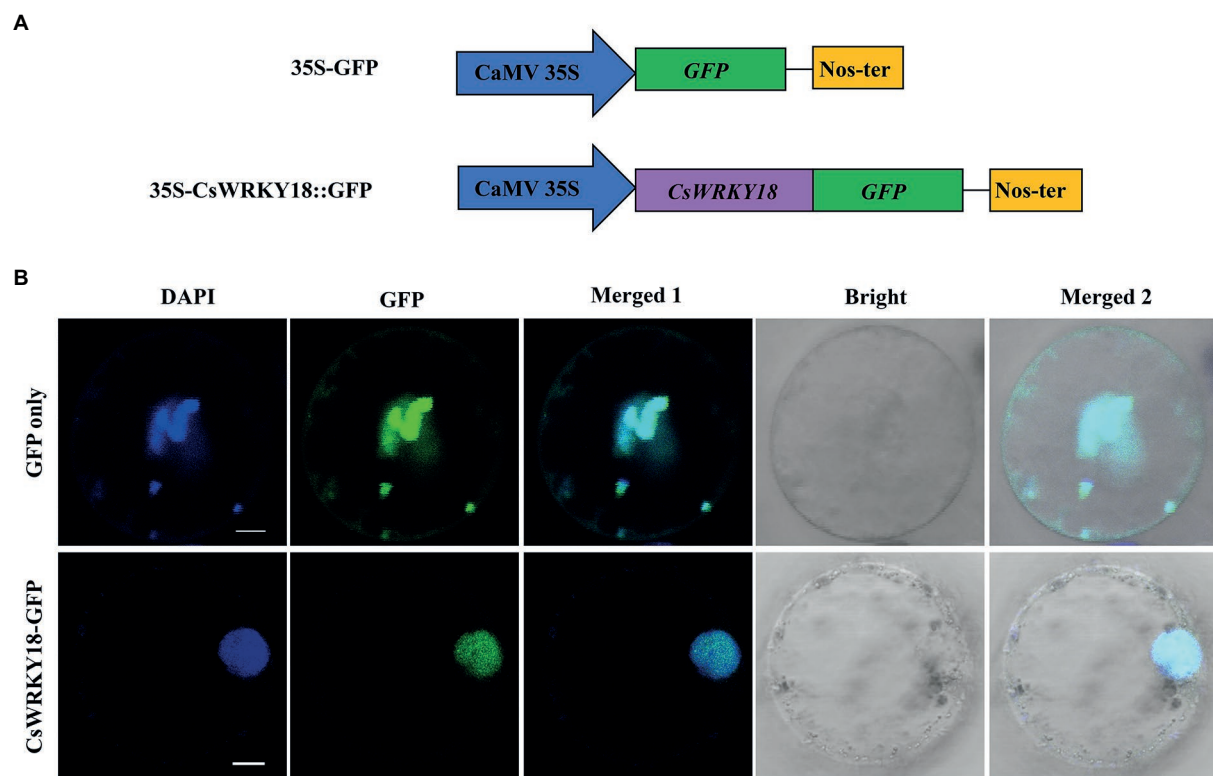 A
35S-GFP
CaMV 35S
GFP
Nos-ter
35S-CsWRKY18::GFP
CaMV 35S
CsWRKY18
GFP
Nos-ter
B
DAPI
GFP
Merged 1
Bright
Merged 2
GFP only
CsWRKY18-GFP